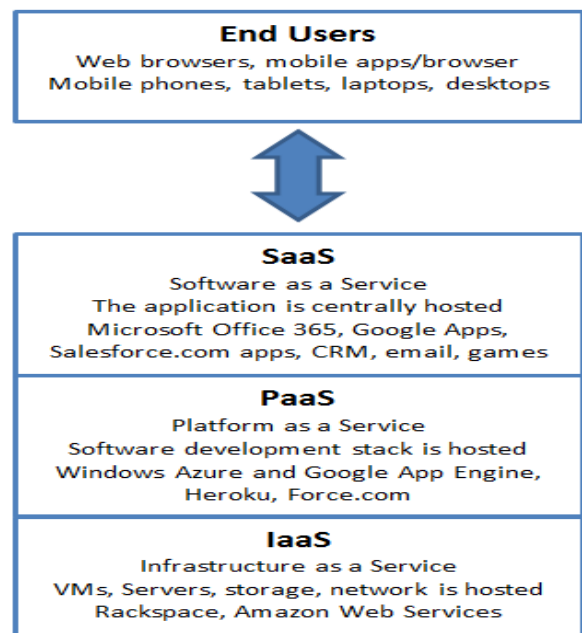 End Users
Web browsers, mobile apps/browser
Mobile phones, tablets, laptops, desktops
SaaS
Software as a Service
The application is centrally hosted
Microsoft Office 365, Google Apps,
Salesforce.com apps, CRM, email, games
PaaS
Platform as a Service
Software development stack is hosted
Windows Azure and Google App Engine,
Heroku, Force.com
IaaS
Infrastructure as a Service
VMs, Servers, storage, network is hosted
Rackspace, Amazon Web Services